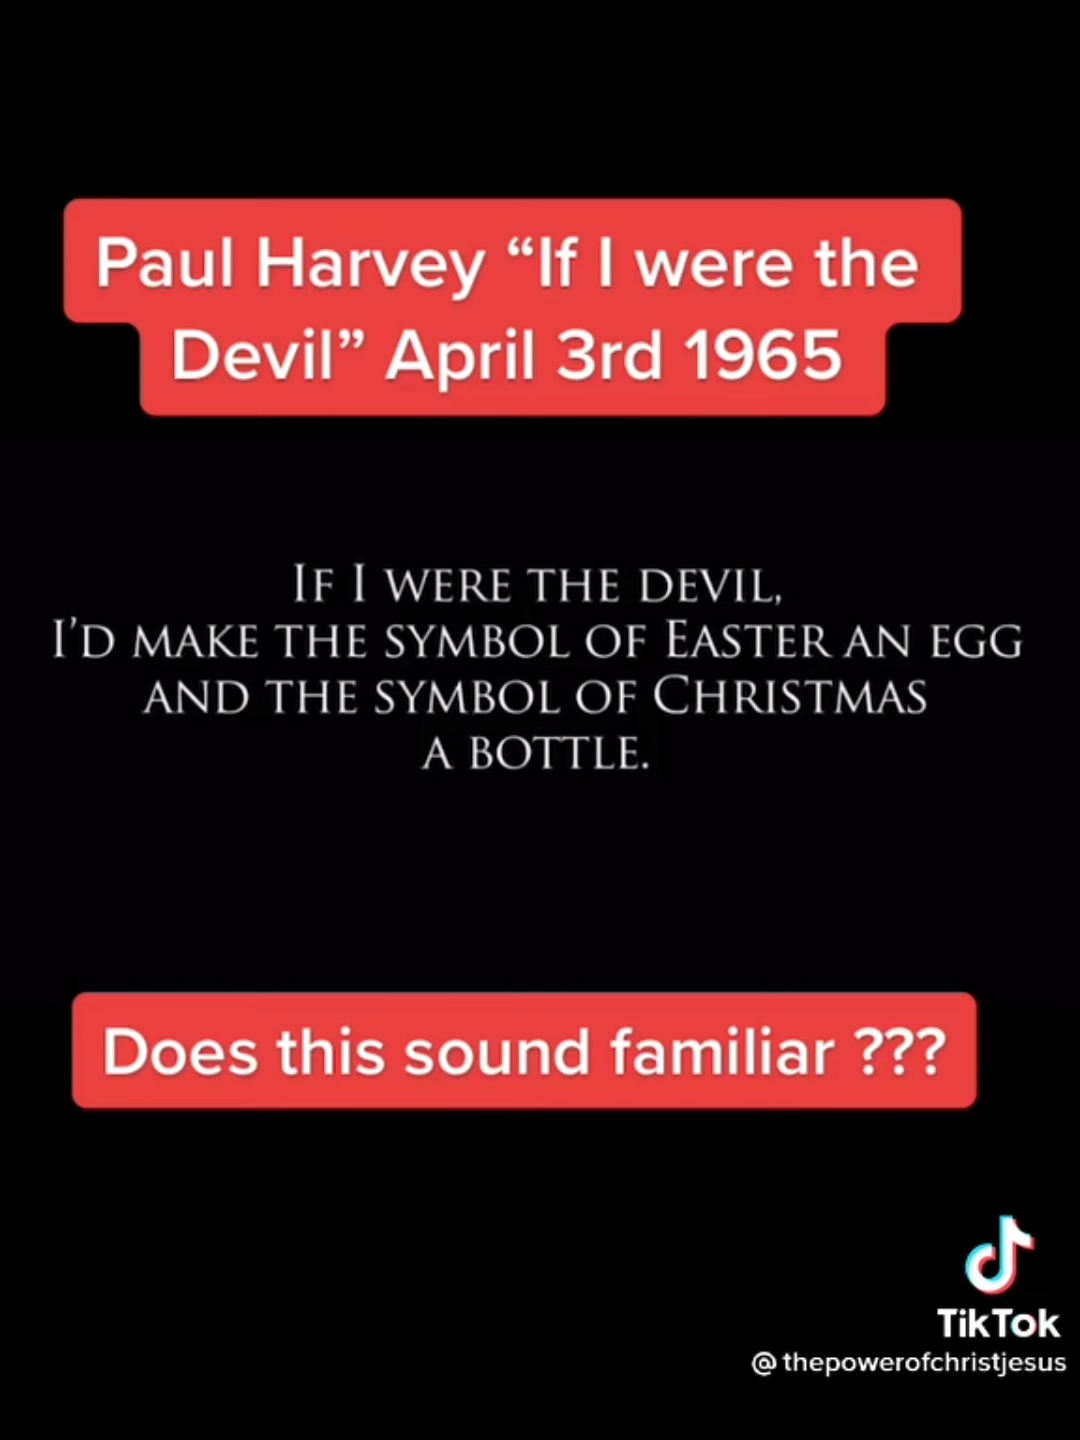 Paul Harvey “If I were the
Devil” April 3rd 1965
If I were the devil,
I’d make the symbol of Easter an egg
and the symbol of Christmas
a bottle.
Does this sound familiar ???
TikTok
@thepowerofchristjesus